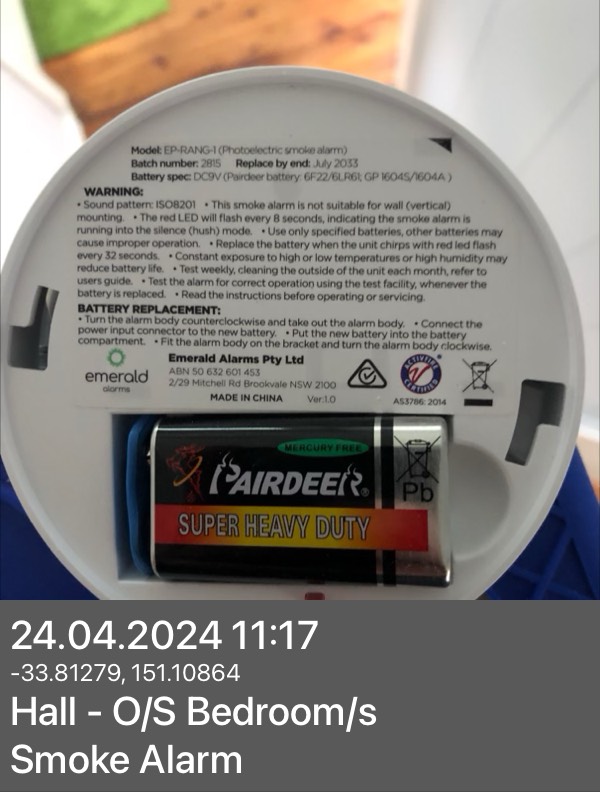 Model: EP-RANG-1 (Photoelectric smoke alarm)
Batch number: 2815 Replace by end: July 2033
Battery spec: DC9V (Pairdeer battery: 6F22/6LR61; GP 1604S/1604A )
WARNING:
• Sound pattern: ISO8201 • This smoke alarm is not suitable for wall (vertical)
mounting. • The red LED will flash every 8 seconds, indicating the smoke alarm is
running into the silence (hush) mode. • Use only specified batteries, other batteries may
cause improper operation. • Replace the battery when the unit chirps with red led flash
every 32 seconds. • Constant exposure to high or low temperatures or high humidity may
reduce battery life. • Test weekly, cleaning the outside of the unit each month, refer to
users guide. • Test the alarm for correct operation using the test facility, whenever the
battery is replaced. • Read the instructions before operating or servicing.
BATTERY REPLACEMENT:
• Turn the alarm body counterclockwise and take out the alarm body. • Connect the
power input connector to the new battery. • Put the new battery into the battery
compartment. • Fit the alarm body on the bracket and turn the alarm body clockwise.
emerald
alarms
Emerald Alarms Pty Ltd
ABN 50 632 601 453
2/29 Mitchell Rd Brookvale NSW 2100
MADE IN CHINA Ver:1.0
ACTIVFIRE
CERTIFIED
AS3786: 2014
MERCURY-FREE
PAIRDEER®
SUPER HEAVY DUTY
Pb
24.04.2024 11:17
-33.81279, 151.10864
Hall - O/S Bedroom/s
Smoke Alarm